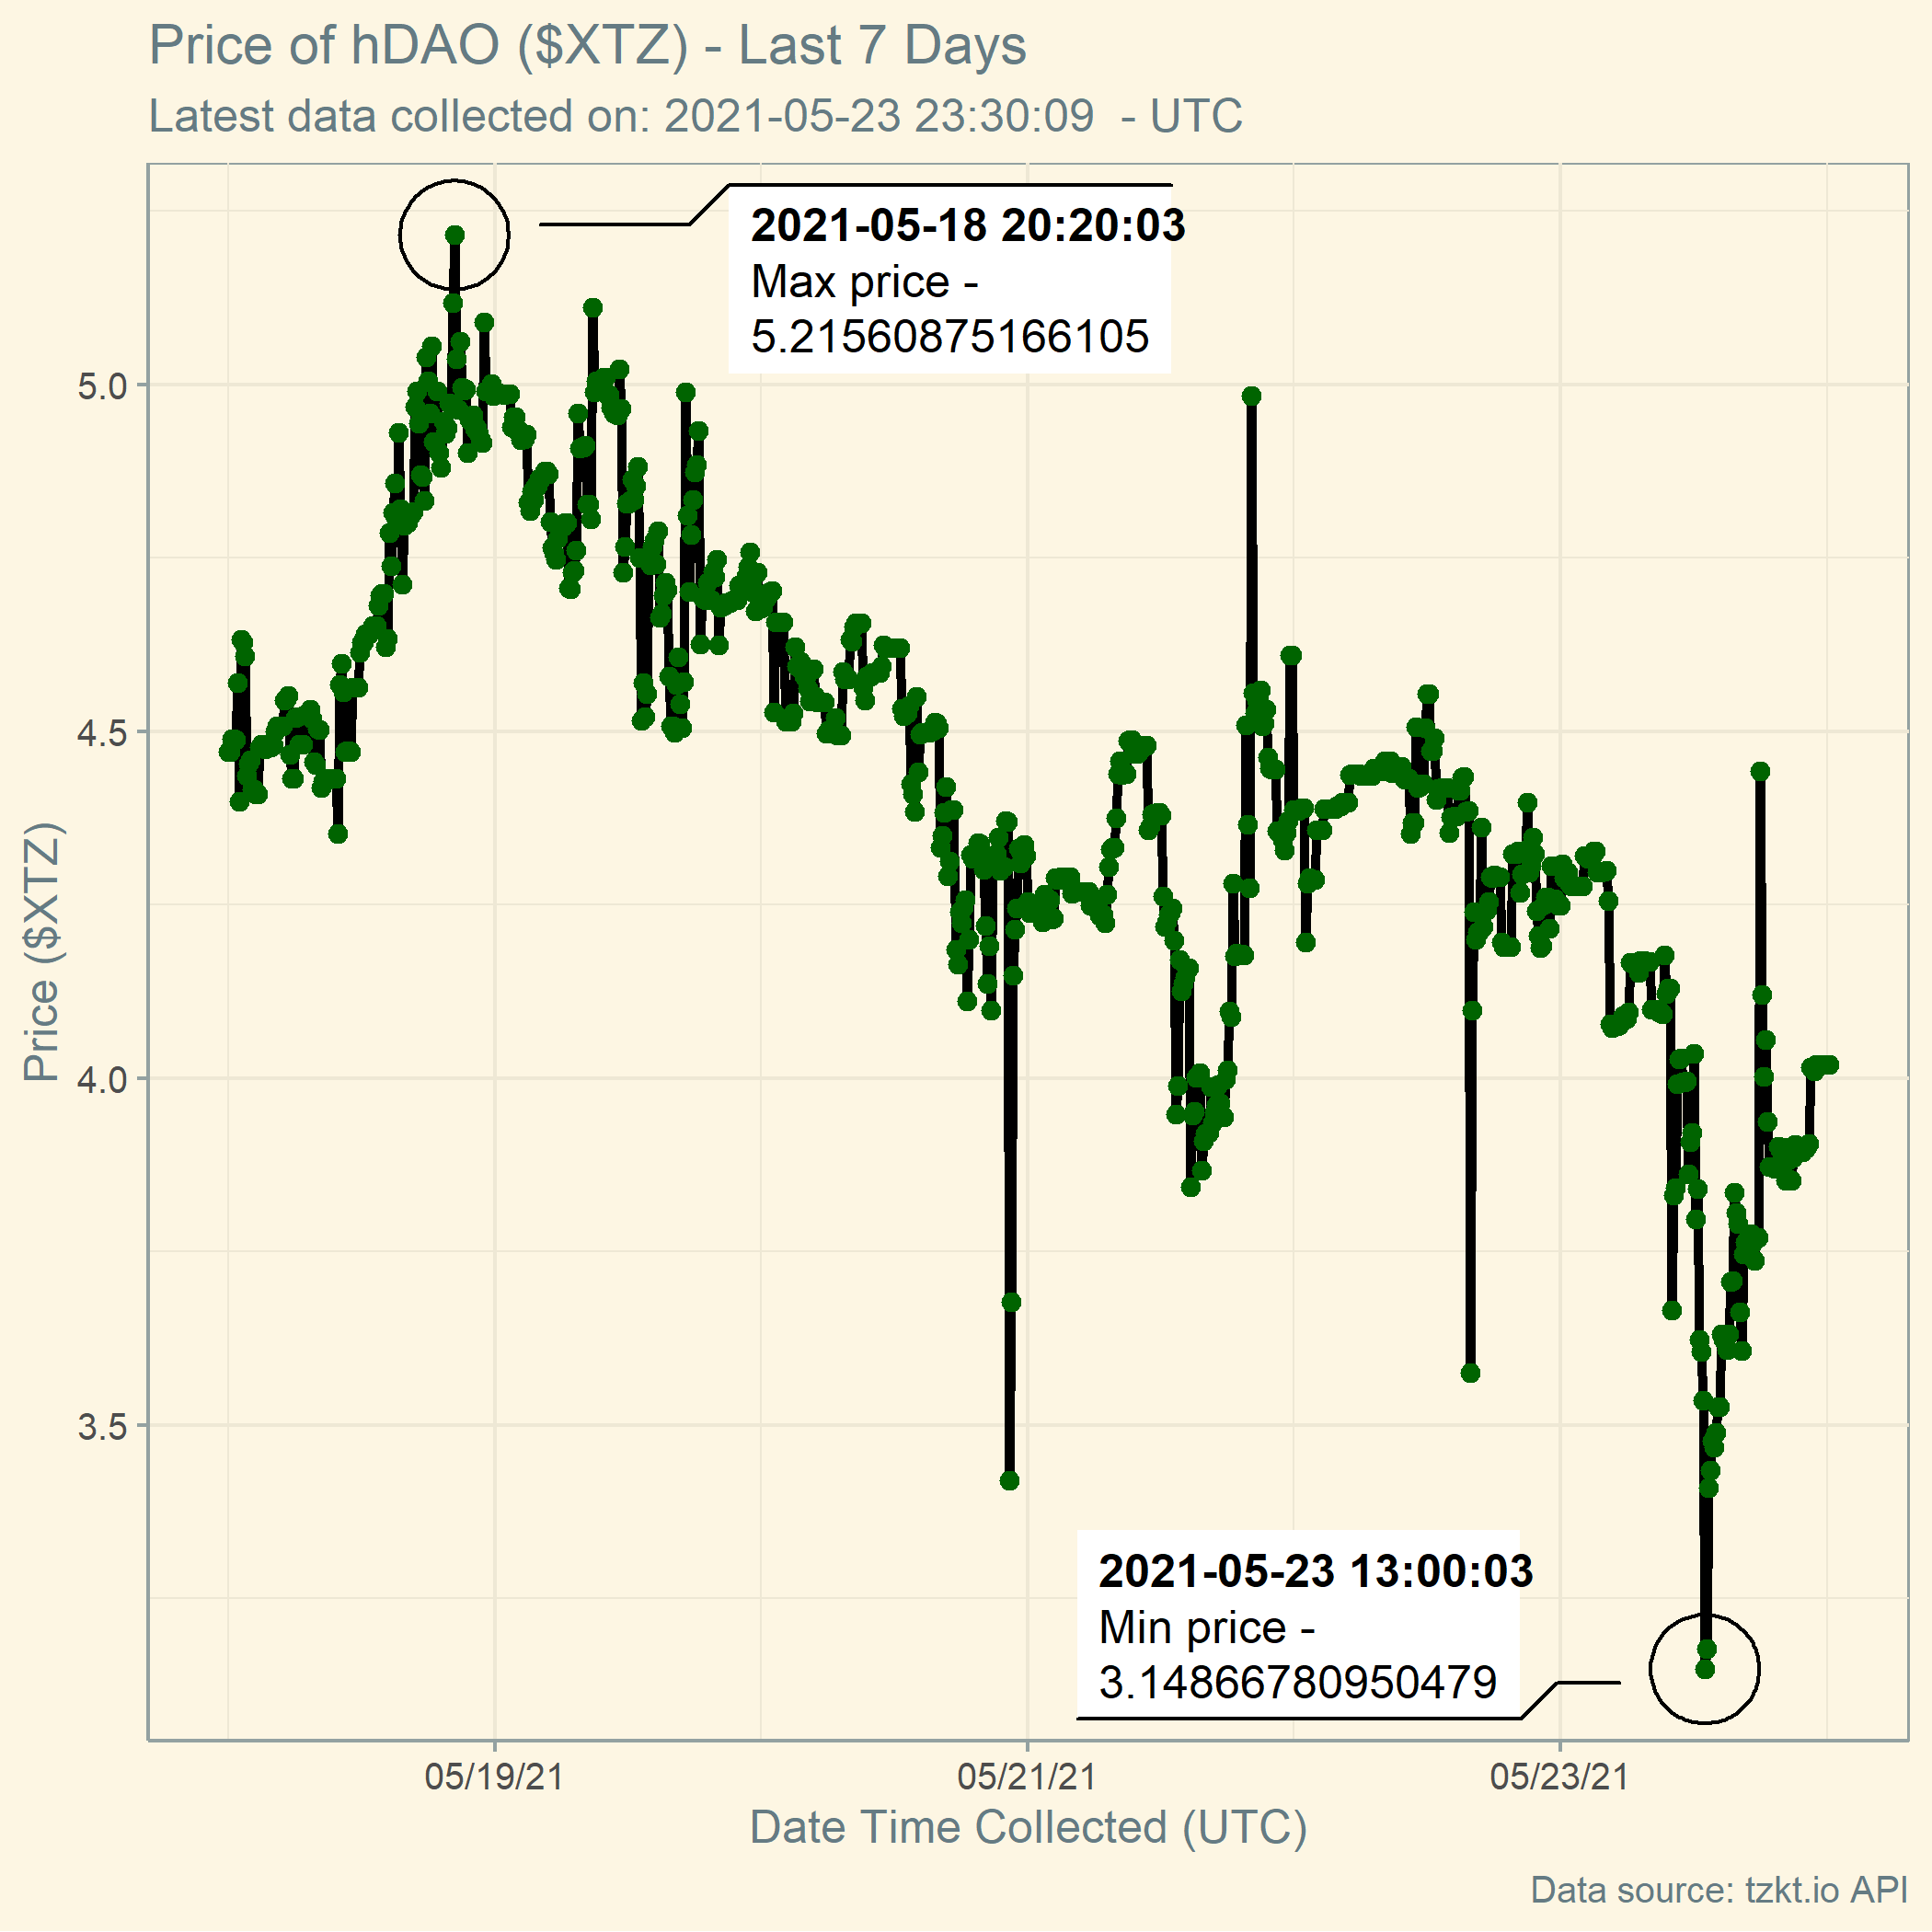 Price of hDAO ($XTZ) - Last 7 Days
Latest data collected on: 2021-05-23 23:30:09  - UTC
2021-05-18 20:20:03
Max price -
5.21560875166105
5.0
4.5
4.0
3.5
Price ($XTZ)
2021-05-23 13:00:03
Min price -
3.14866780950479
05/19/21
05/21/21
05/23/21
Date Time Collected (UTC)
Data source: tzkt.io API